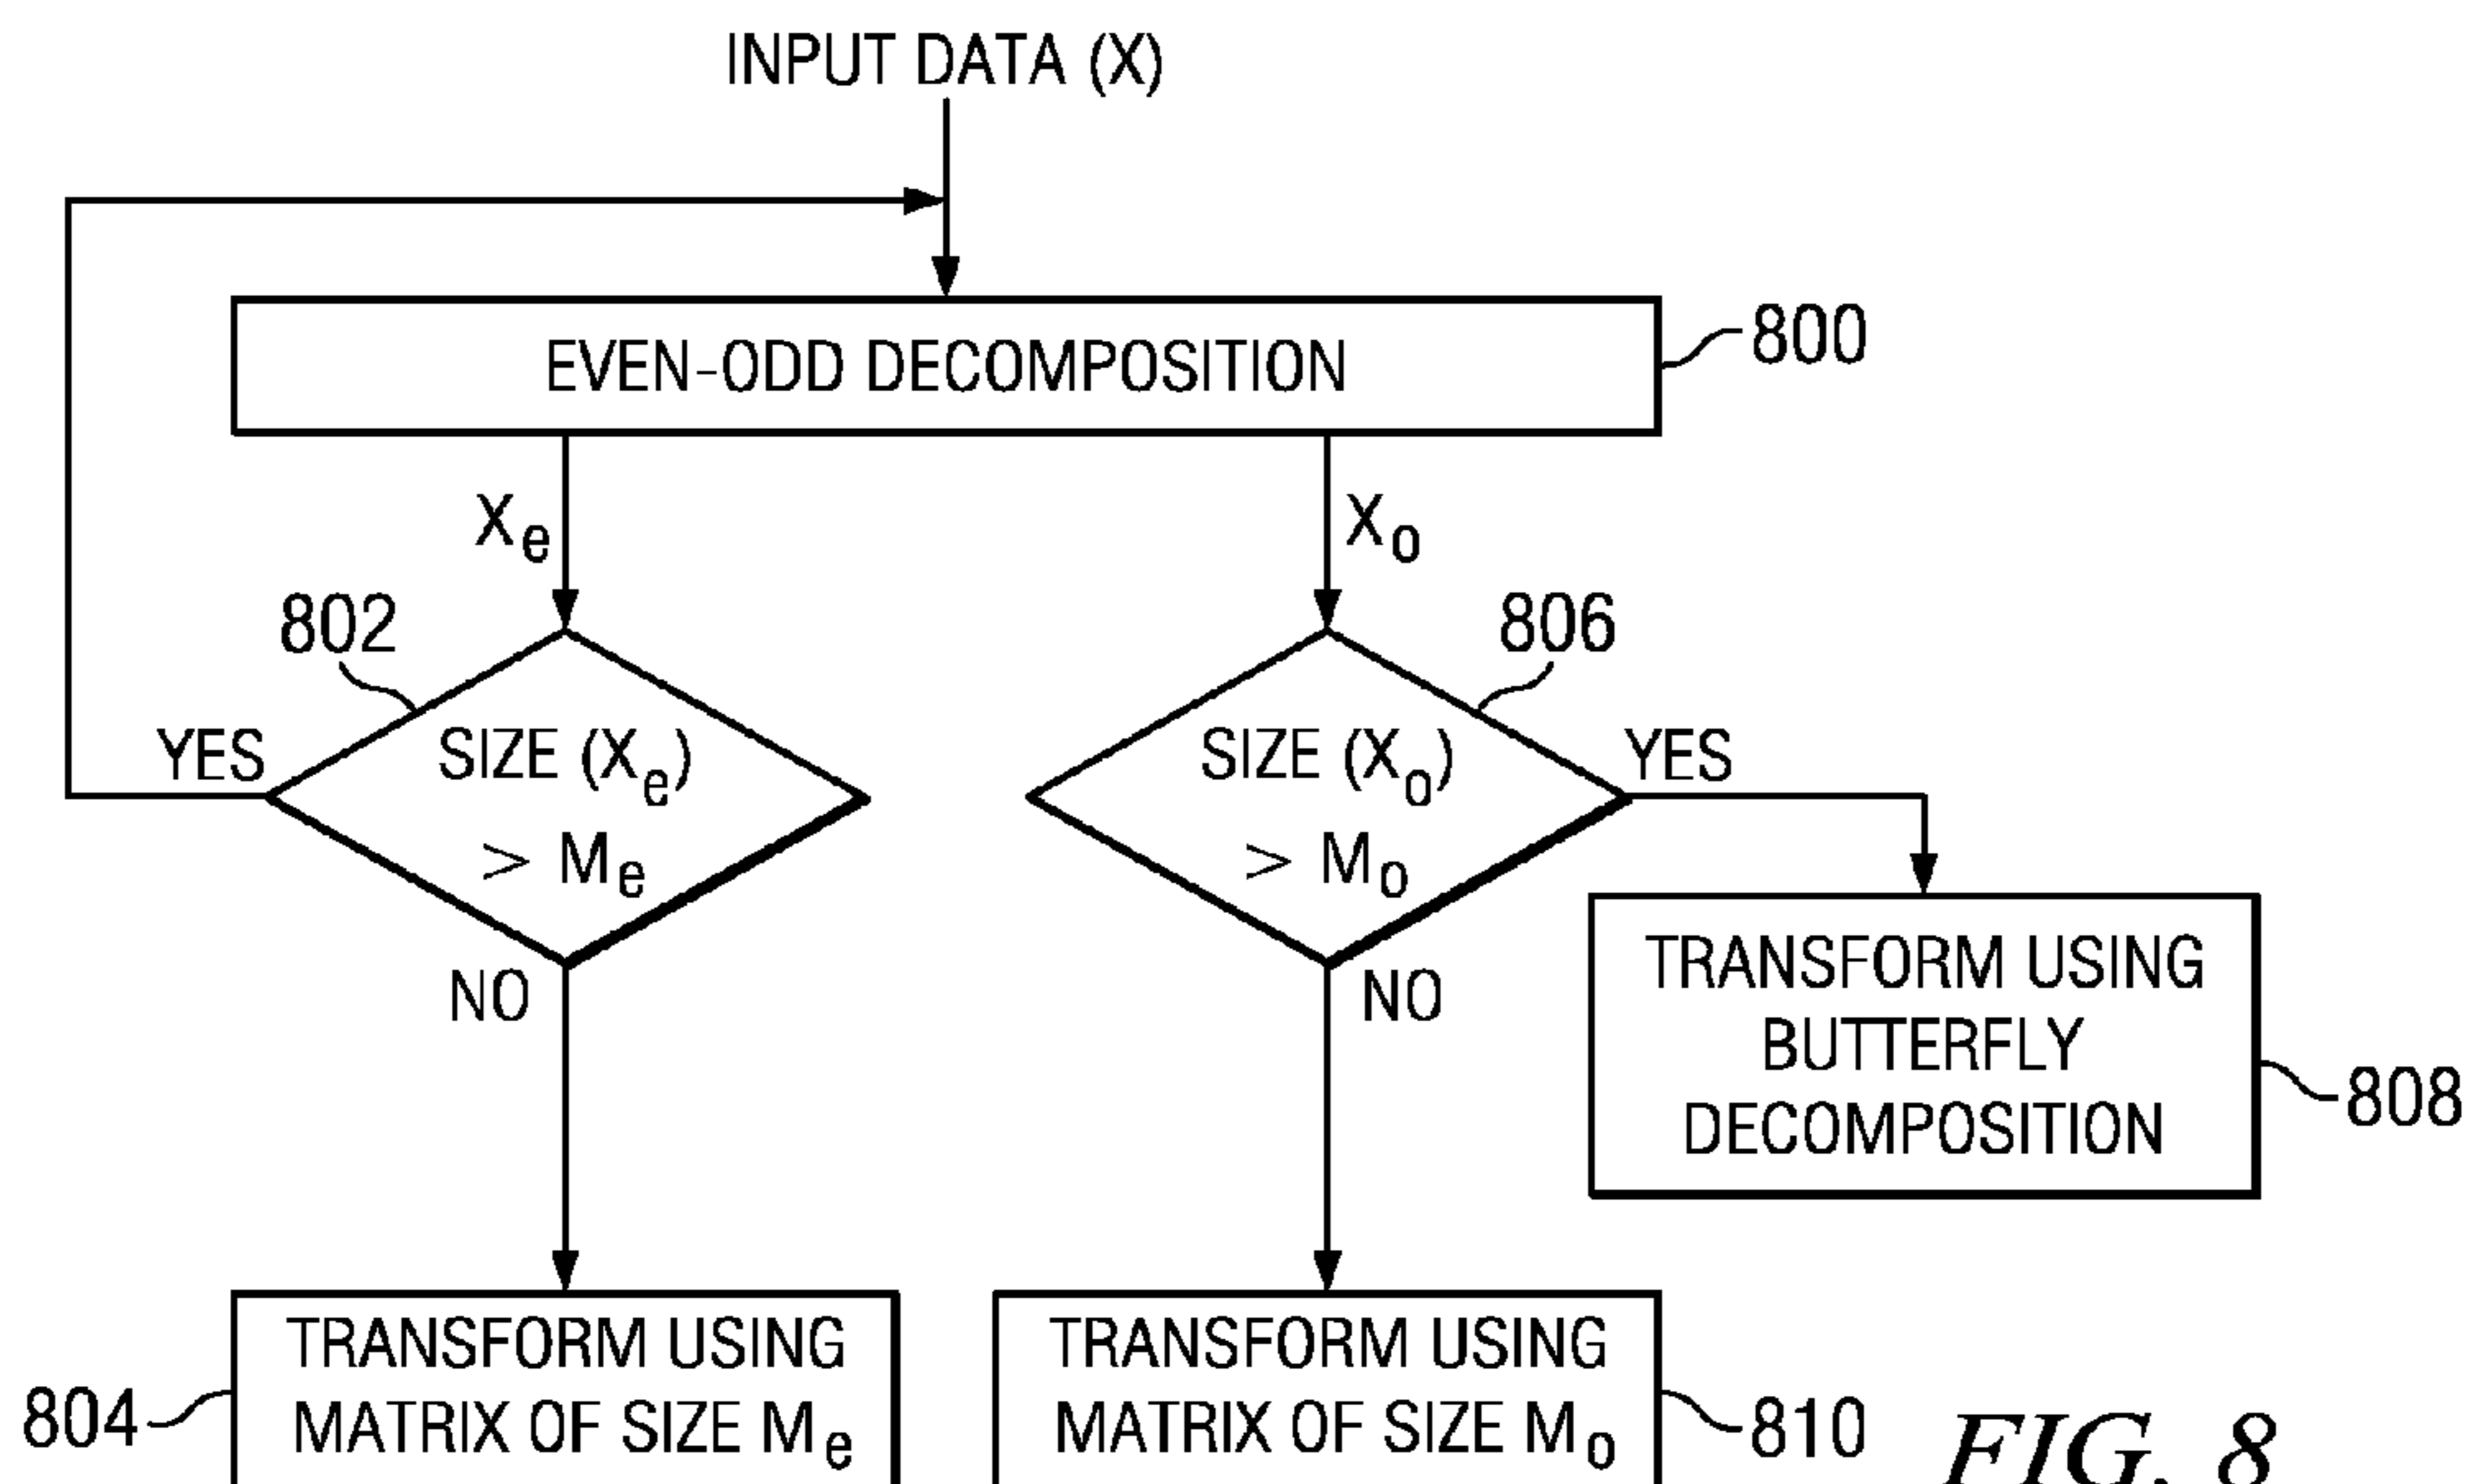 INPUT DATA (X)
EVEN-ODD DECOMPOSITION
800
Xe
Xo
802
806
YES
SIZE (Xe)
> Me
SIZE (Xo)
> Mo
YES
NO
NO
TRANSFORM USING
BUTTERFLY
DECOMPOSITION
808
TRANSFORM USING
MATRIX OF SIZE Me
804
TRANSFORM USING
MATRIX OF SIZE Mo
810
FIG. 8